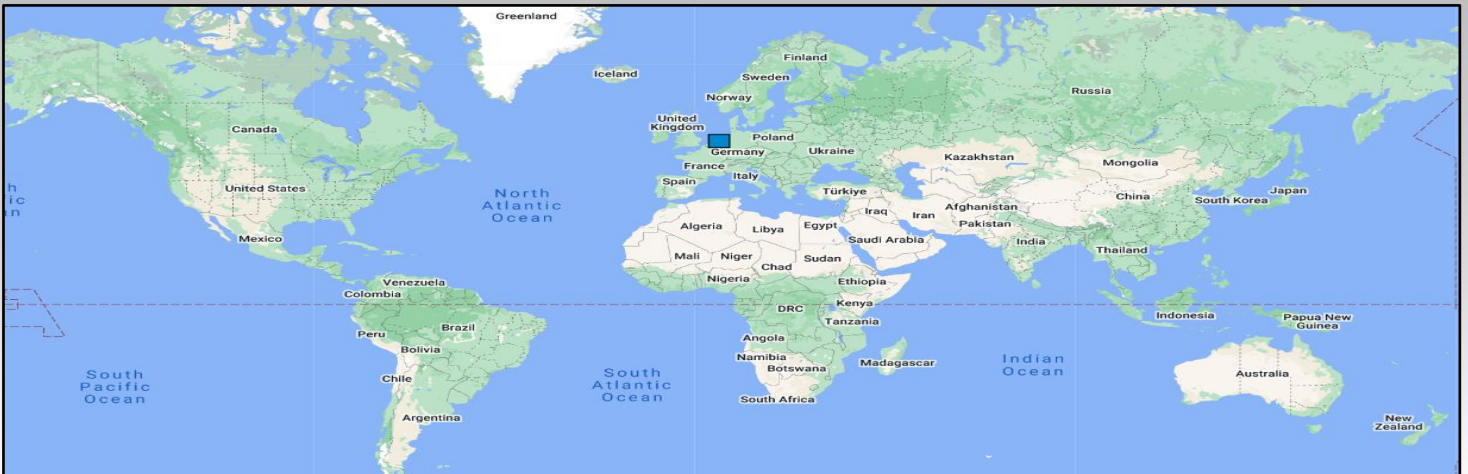 Greenland
Iceland
Finland
Sweden
Norway
Russia
United
Kingdom
Canada
Poland
Germany
Ukraine
France
Kazakhstan
Mongolia
Italy
Spain
United States
North
Atlantic
Ocean
Türkiye
Japan
China
South Korea
Afghanistan
Iraq
Iran
Pakistan
Algeria
Libya
Egypt
Saudi Arabia
India
Mexico
Thailand
Mali
Niger
Chad
Sudan
Nigeria
Ethiopia
Venezuela
Colombia
Kenya
DRC
Indonesia
Papua New
Guinea
Tanzania
Brazil
Peru
Angola
Bolivia
Namibia
Botswana
Madagascar
Indian
Ocean
South
Pacific
Ocean
Chile
South
Atlantic
Ocean
Australia
South Africa
Argentina
New
Zealand